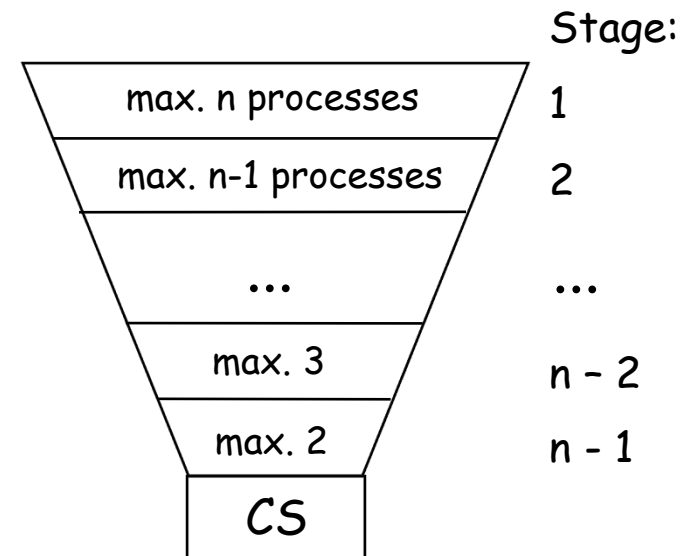 Stage:
max. n processes 1
max. n-1 processes 2
... ...
max. 3 n - 2
max. 2 n - 1
CS